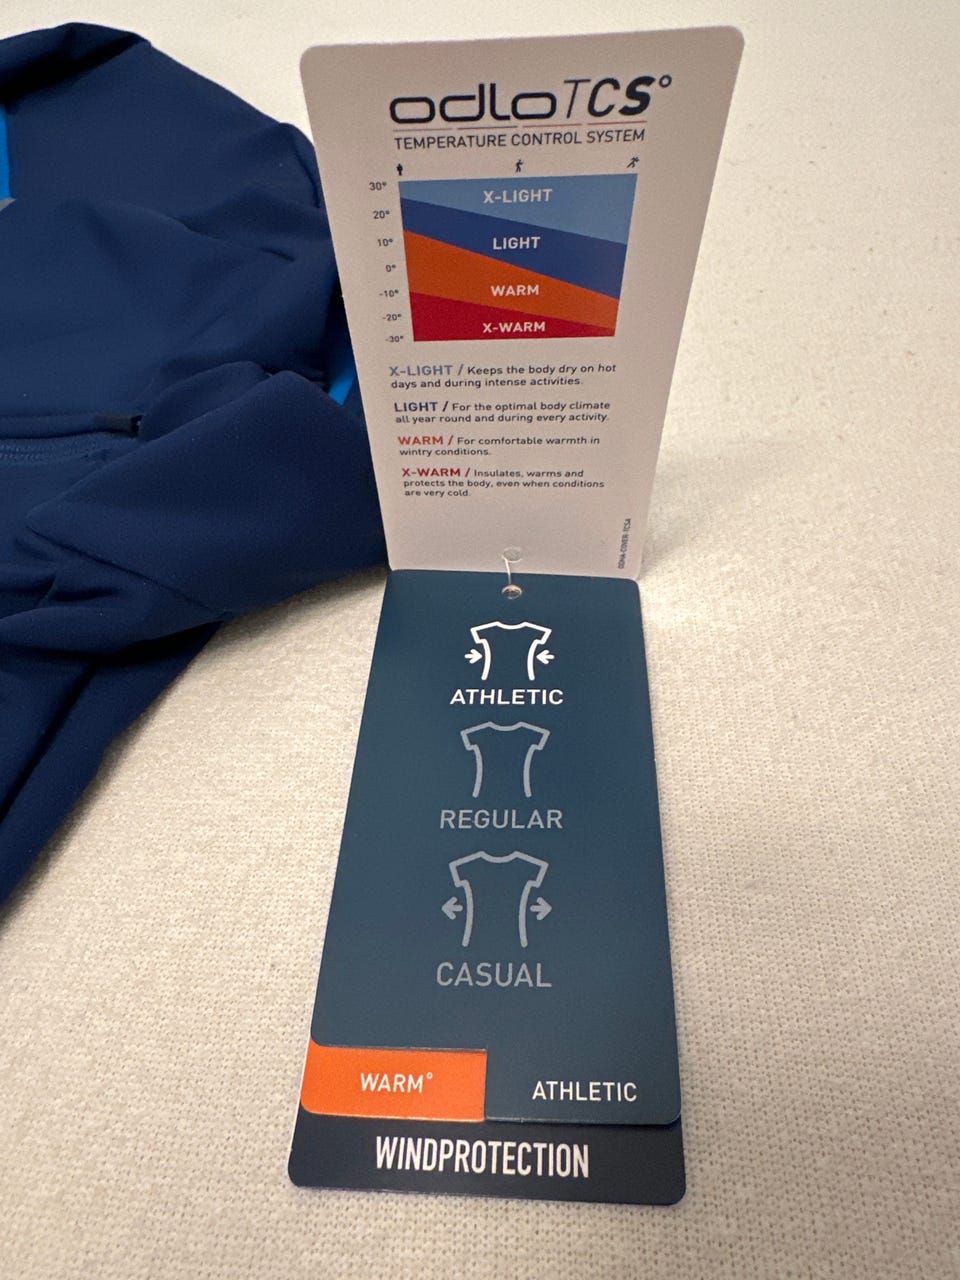 odloTCS°
TEMPERATURE CONTROL SYSTEM
30°
20°
10°
0°
-10°
-20°
-30°
X-LIGHT
LIGHT
WARM
X-WARM
X-LIGHT / Keeps the body dry on hot
days and during intense activities.
LIGHT / For the optimal body climate
all year round and during every activity.
WARM / For comfortable warmth in
wintry conditions.
X-WARM / Insulates, warms and
protects the body, even when conditions
are very cold.
ATHLETIC
REGULAR
CASUAL
WARM°
ATHLETIC
WINDPROTECTION